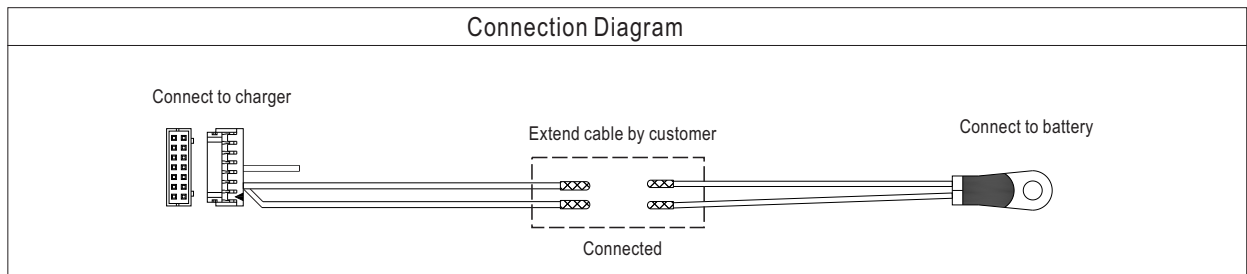 Connection Diagram
Connect to charger
Extend cable by customer
Connect to battery
Connected